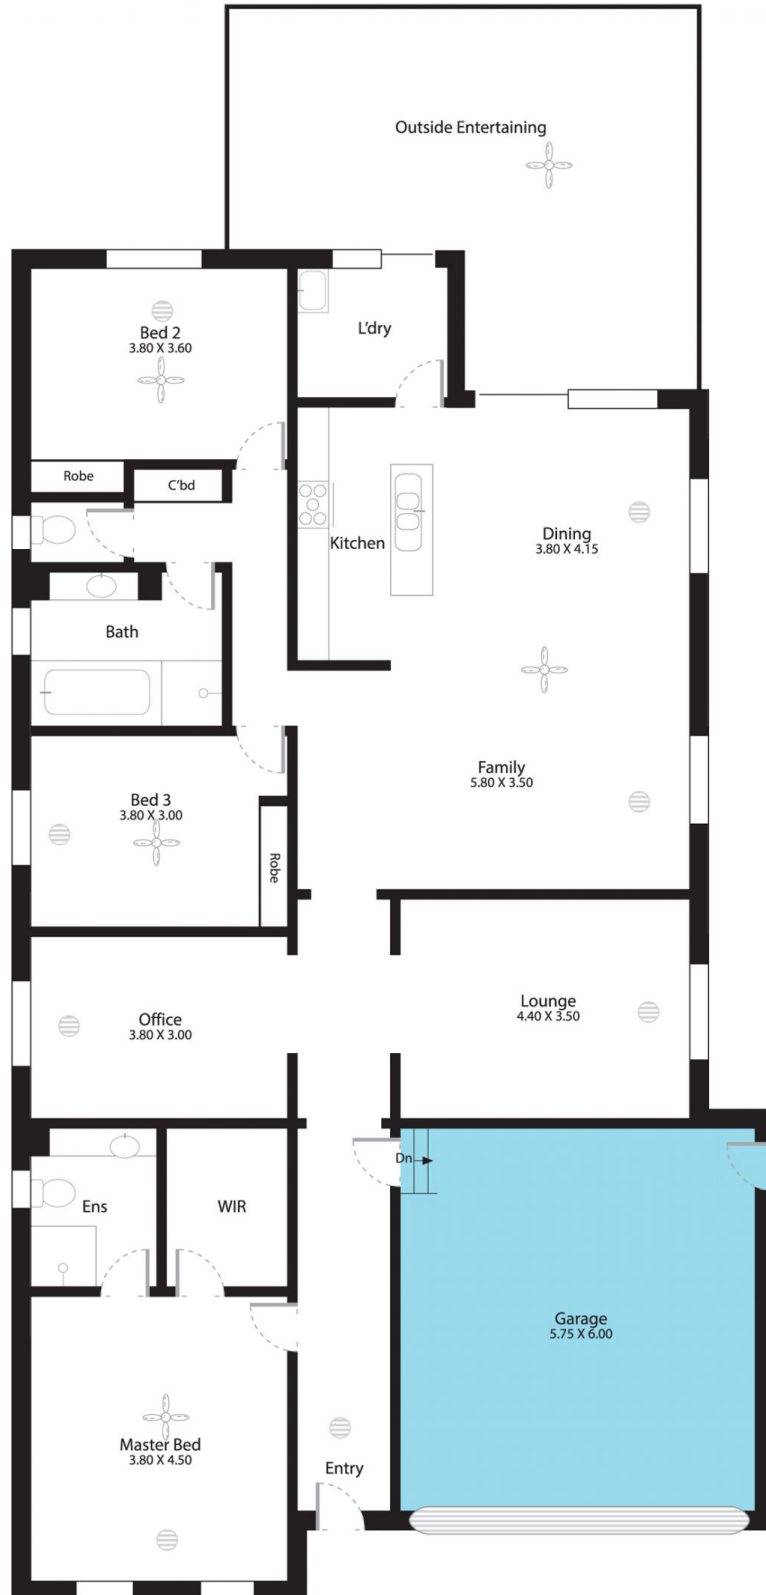 Outside Entertaining
L'dry
Bed 2
3.80 X 3.60
Robe
C'bd
Kitchen
Dining
3.80 X 4.15
Bath
Family
5.80 X 3.50
Bed 3
3.80 X 3.00
Robe
Office
3.80 X 3.00
Lounge
4.40 X 3.50
Dn
Ens
WIR
Garage
5.75 X 6.00
Master Bed
3.80 X 4.50
Entry